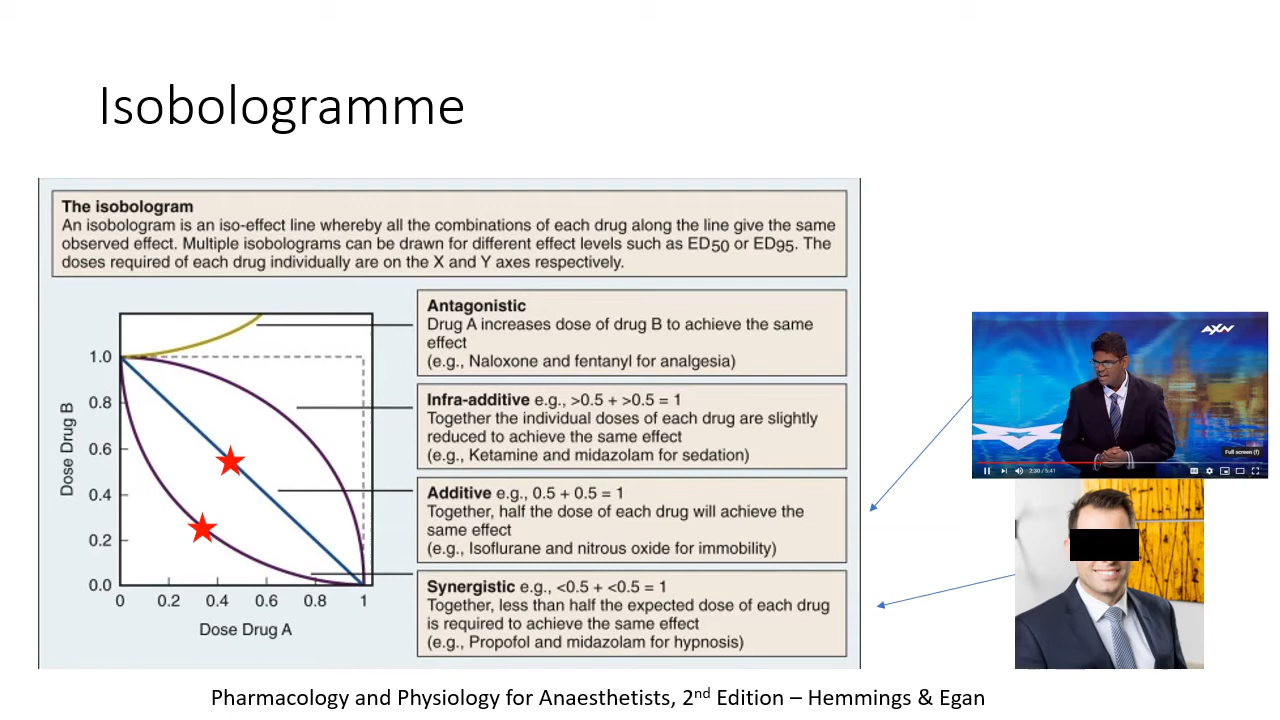 Isobologramme
The isobologram
An isobologram is an iso-effect line whereby all the combinations of each drug along the line give the same
observed effect. Multiple isobolograms can be drawn for different effect levels such as ED50 or ED95. The
doses required of each drug individually are on the X and Y axes respectively.
Antagonistic
Drug A increases dose of drug B to achieve the same
effect
(e.g., Naloxone and fentanyl for analgesia)
Infra-additive e.g., >0.5 + >0.5 = 1
Together the individual doses of each drug are slightly
reduced to achieve the same effect
(e.g., Ketamine and midazolam for sedation)
Additive e.g., 0.5 + 0.5 = 1
Together, half the dose of each drug will achieve the
same effect
(e.g., Isoflurane and nitrous oxide for immobility)
Synergistic e.g., <0.5 + <0.5 = 1
Together, less than half the expected dose of each drug
is required to achieve the same effect
(e.g., Propofol and midazolam for hypnosis)
Dose Drug B
1.0
0.8
0.6
0.4
0.2
0.0
0 0.2 0.4 0.6 0.8 1
Dose Drug A
AXN
Full screen (f)
2:30 / 5:41
Pharmacology and Physiology for Anaesthetists, 2nd Edition – Hemmings & Egan